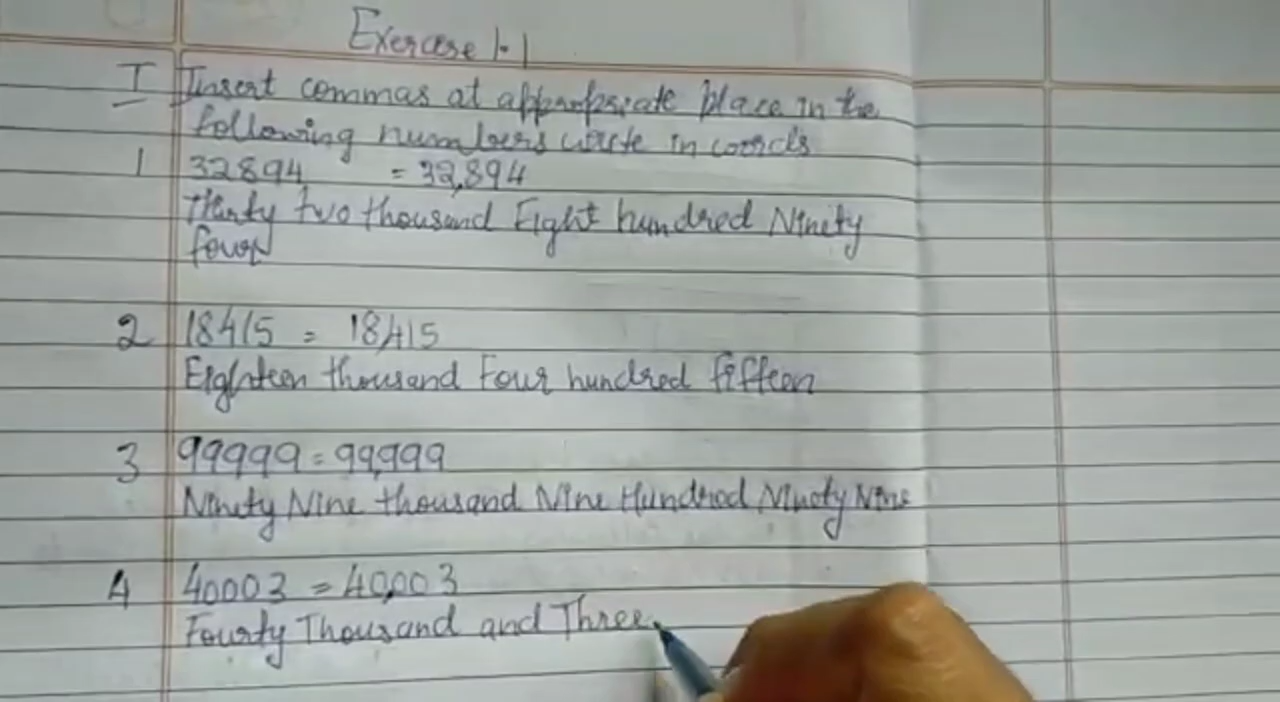 Exercise 1.1
I Insert commas at appropriate place in the
following numbers write in words
1 32894 = 32,894
Thirty two thousand Eight hundred Ninety
four
2 18415 = 18,415
Eighteen thousand Four hundred fifteen
3 99999 = 99,999
Ninety Nine thousand Nine Hundred Ninety Nine
4 40003 = 40,003
Fourty Thousand and Three